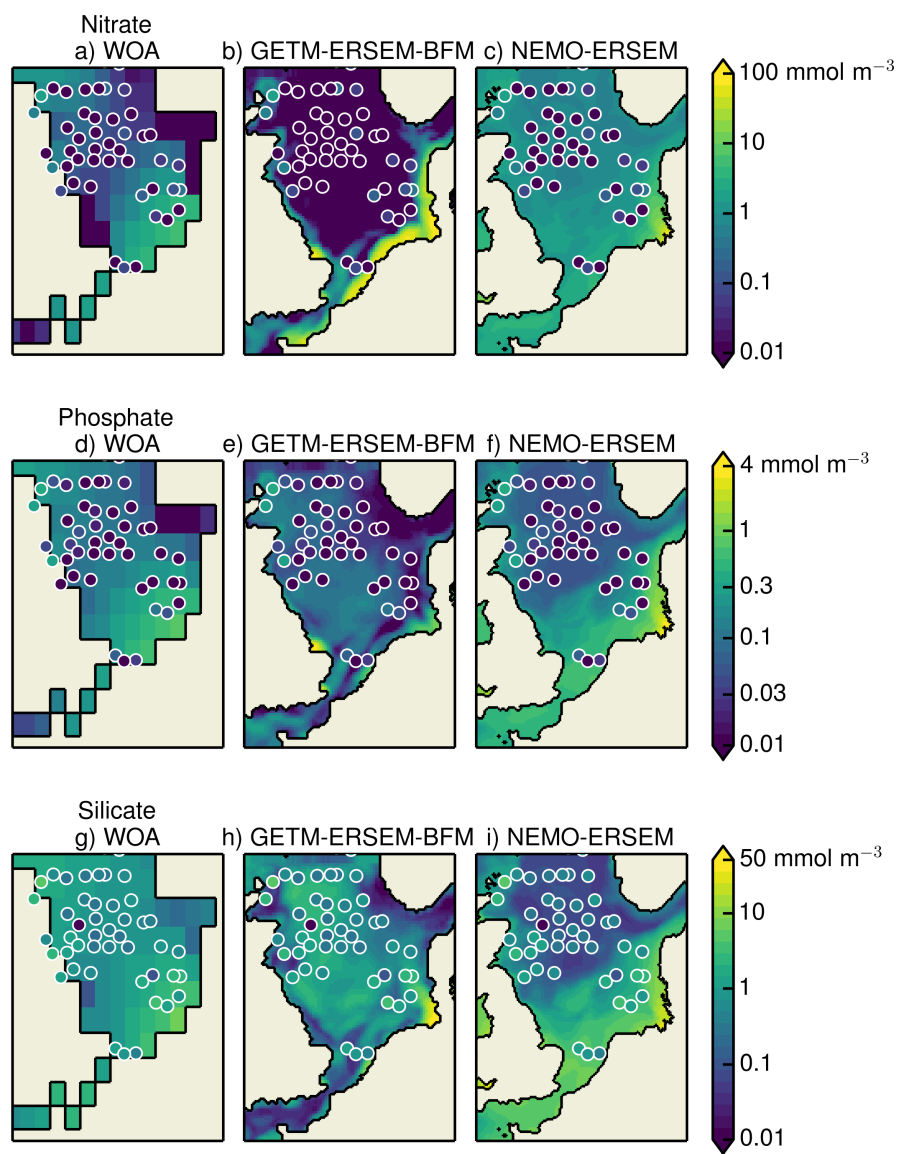 Nitrate
a) WOA
b) GETM-ERSEM-BFM
c) NEMO-ERSEM
100 mmol m⁻³
10
1
0.1
0.01
Phosphate
d) WOA
e) GETM-ERSEM-BFM
f) NEMO-ERSEM
4 mmol m⁻³
1
0.3
0.1
0.03
0.01
Silicate
g) WOA
h) GETM-ERSEM-BFM
i) NEMO-ERSEM
50 mmol m⁻³
10
1
0.1
0.01